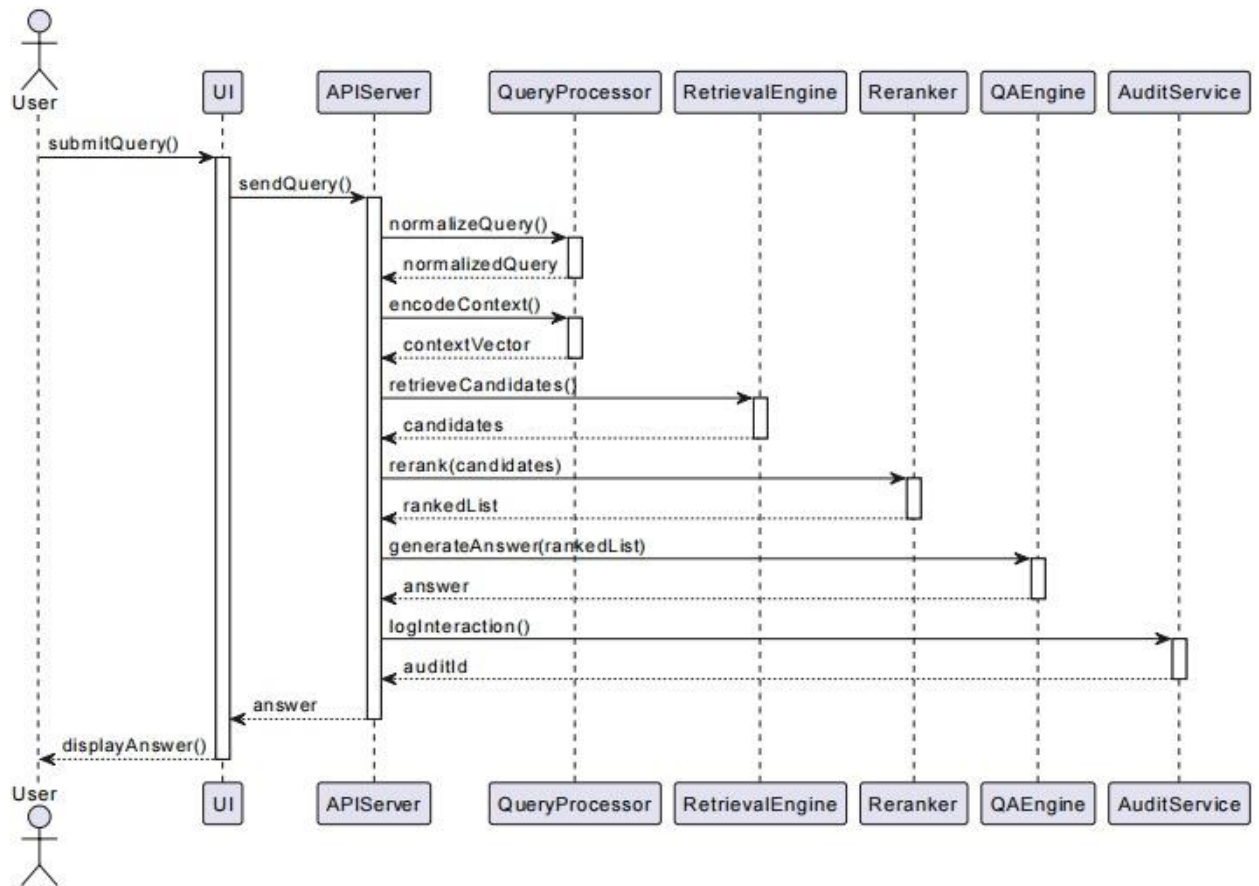 User
UI
APIServer
QueryProcessor
RetrievalEngine
Reranker
QAEngine
AuditService
submitQuery()
sendQuery()
normalizeQuery()
normalizedQuery
encodeContext()
contextVector
retrieveCandidates()
candidates
rerank(candidates)
rankedList
generateAnswer(rankedList)
answer
logInteraction()
auditId
answer
displayAnswer()
User
UI
APIServer
QueryProcessor
RetrievalEngine
Reranker
QAEngine
AuditService